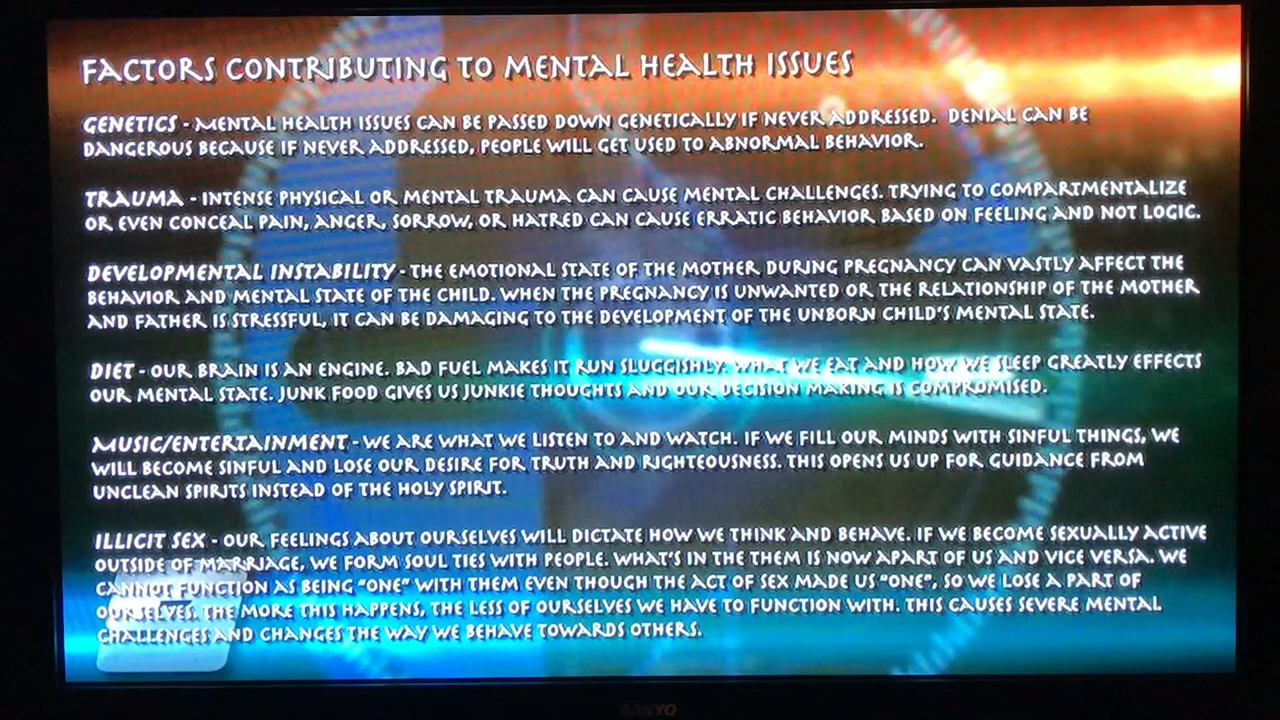 FACTORS CONTRIBUTING TO MENTAL HEALTH ISSUES
GENETICS - MENTAL HEALTH ISSUES CAN BE PASSED DOWN GENETICALLY IF NEVER ADDRESSED. DENIAL CAN BE
DANGEROUS BECAUSE IF NEVER ADDRESSED, PEOPLE WILL GET USED TO ABNORMAL BEHAVIOR.
TRAUMA - INTENSE PHYSICAL OR MENTAL TRAUMA CAN CAUSE MENTAL CHALLENGES. TRYING TO COMPARTMENTALIZE
OR EVEN CONCEAL PAIN, ANGER, SORROW, OR HATRED CAN CAUSE ERRATIC BEHAVIOR BASED ON FEELING AND NOT LOGIC.
DEVELOPMENTAL INSTABILITY - THE EMOTIONAL STATE OF THE MOTHER DURING PREGNANCY CAN VASTLY AFFECT THE
BEHAVIOR AND MENTAL STATE OF THE CHILD. WHEN THE PREGNANCY IS UNWANTED OR THE RELATIONSHIP OF THE MOTHER
AND FATHER IS STRESSFUL, IT CAN BE DAMAGING TO THE DEVELOPMENT OF THE UNBORN CHILD'S MENTAL STATE.
DIET - OUR BRAIN IS AN ENGINE. BAD FUEL MAKES IT RUN SLUGGISHLY. WHAT WE EAT AND HOW WE SLEEP GREATLY EFFECTS
OUR MENTAL STATE. JUNK FOOD GIVES US JUNKIE THOUGHTS AND OUR DECISION MAKING IS COMPROMISED.
MUSIC/ENTERTAINMENT - WE ARE WHAT WE LISTEN TO AND WATCH. IF WE FILL OUR MINDS WITH SINFUL THINGS, WE
WILL BECOME SINFUL AND LOSE OUR DESIRE FOR TRUTH AND RIGHTEOUSNESS. THIS OPENS US UP FOR GUIDANCE FROM
UNCLEAN SPIRITS INSTEAD OF THE HOLY SPIRIT.
ILLICIT SEX - OUR FEELINGS ABOUT OURSELVES WILL DICTATE HOW WE THINK AND BEHAVE. IF WE BECOME SEXUALLY ACTIVE
OUTSIDE OF MARRIAGE, WE FORM SOUL TIES WITH PEOPLE. WHAT'S IN THE THEM IS NOW APART OF US AND VICE VERSA. WE
CANNOT FUNCTION AS BEING "ONE" WITH THEM EVEN THOUGH THE ACT OF SEX MADE US "ONE", SO WE LOSE A PART OF
OURSELVES. THE MORE THIS HAPPENS, THE LESS OF OURSELVES WE HAVE TO FUNCTION WITH. THIS CAUSES SEVERE MENTAL
CHALLENGES AND CHANGES THE WAY WE BEHAVE TOWARDS OTHERS.
SANYO